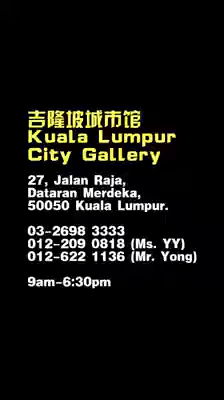 吉隆坡城市馆
Kuala Lumpur
City Gallery
27, Jalan Raja,
Dataran Merdeka,
50050 Kuala Lumpur.
03-2698 3333
012-209 0818 (Ms. YY)
012-622 1136 (Mr. Yong)
9am-6:30pm